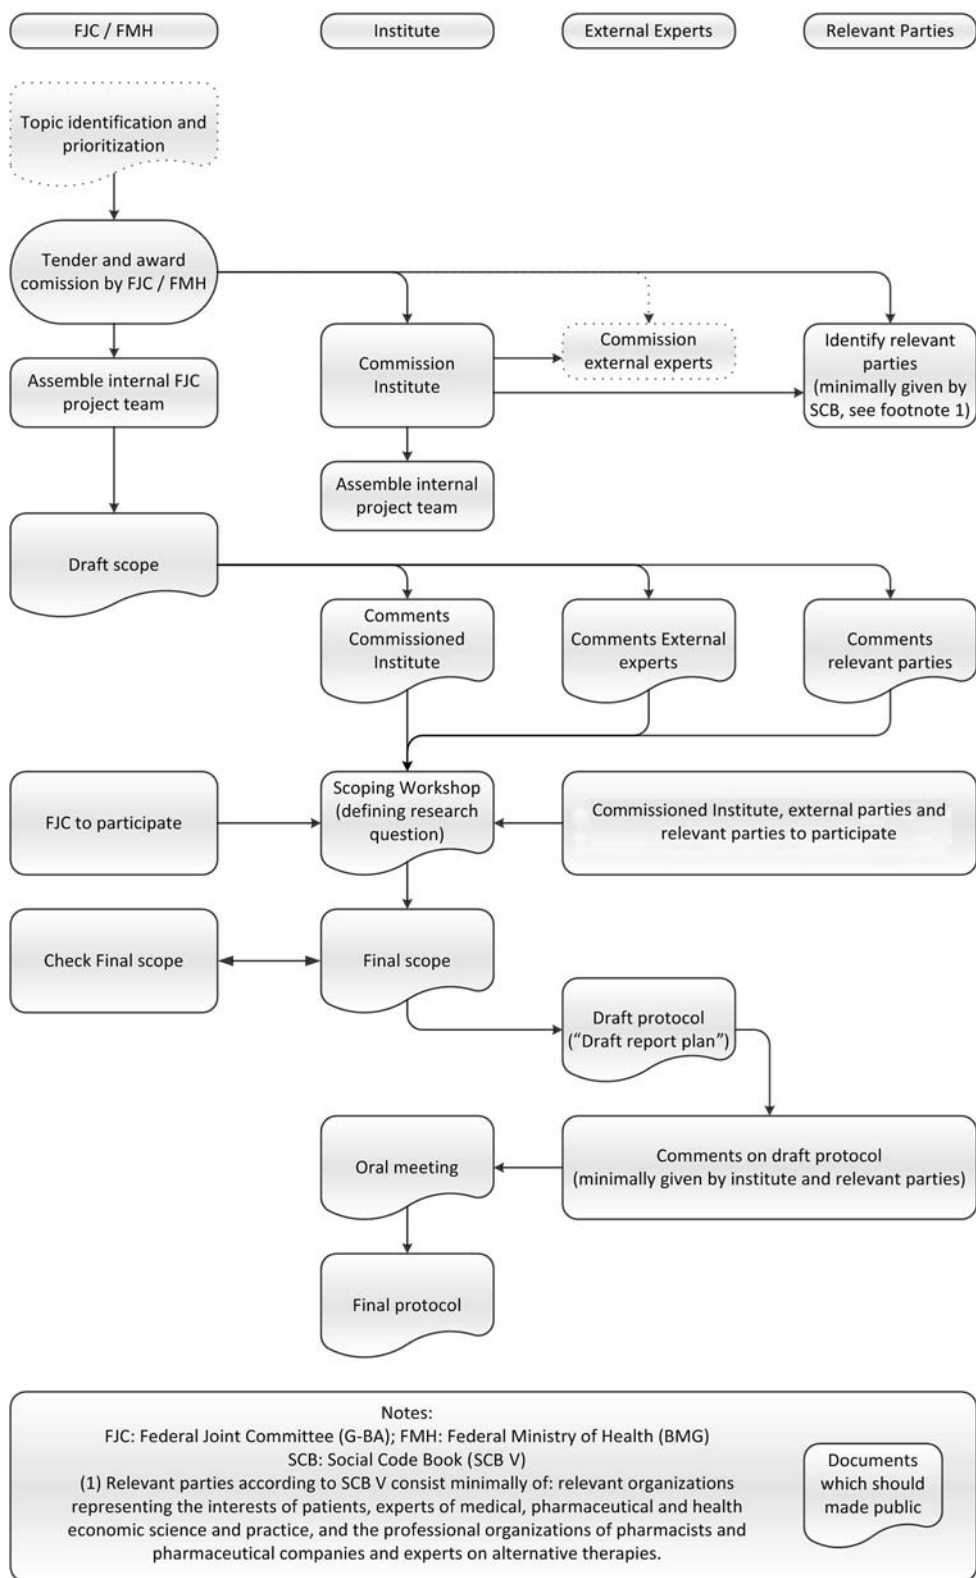 FJC / FMH
Institute
External Experts
Relevant Parties
Topic identification and
prioritization
Tender and award
comission by FJC / FMH
Commission
Institute
Commission
external experts
Identify relevant
parties
(minimally given by
SCB, see footnote 1)
Assemble internal FJC
project team
Assemble internal
project team
Draft scope
Comments
Commissioned
Institute
Comments External
experts
Comments
relevant parties
FJC to participate
Scoping Workshop
(defining research
question)
Commissioned Institute, external parties and
relevant parties to participate
Check Final scope
Final scope
Draft protocol
(“Draft report plan”)
Comments on draft protocol
(minimally given by institute and relevant parties)
Oral meeting
Final protocol
Notes:
FJC: Federal Joint Committee (G-BA); FMH: Federal Ministry of Health (BMG)
SCB: Social Code Book (SCB V)
(1) Relevant parties according to SCB V consist minimally of: relevant organizations
representing the interests of patients, experts of medical, pharmaceutical and health
economic science and practice, and the professional organizations of pharmacists and
pharmaceutical companies and experts on alternative therapies.
Documents
which should
made public